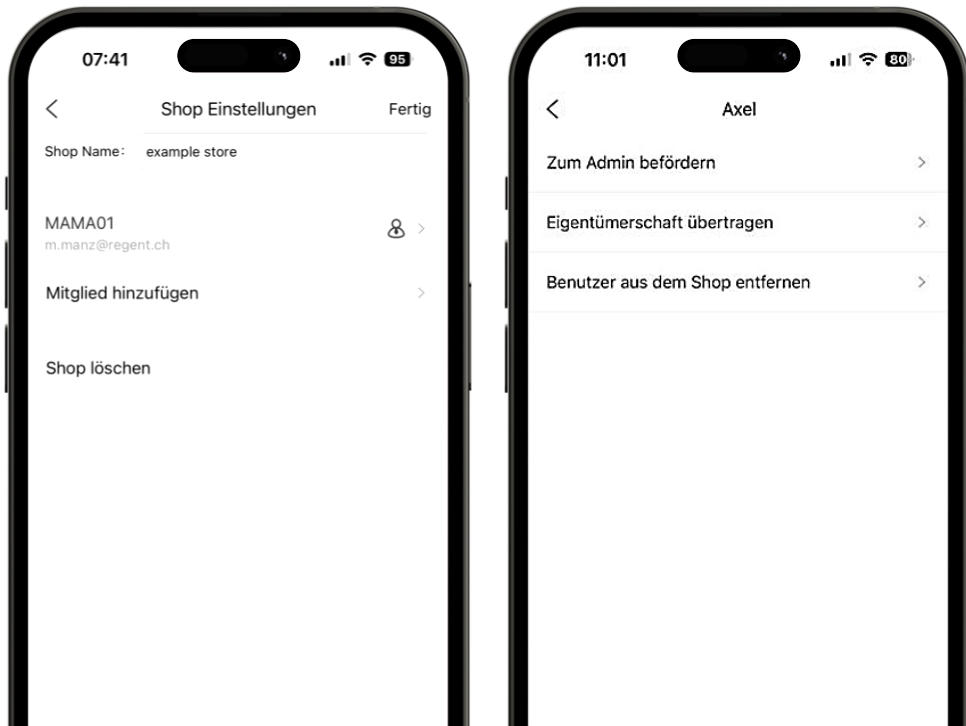 07:41
95
Shop Einstellungen
Fertig
Shop Name: example store
MAMA01
m.manz@regent.ch
Mitglied hinzufügen
Shop löschen
11:01
80
Axel
Zum Admin befördern
Eigentümerschaft übertragen
Benutzer aus dem Shop entfernen